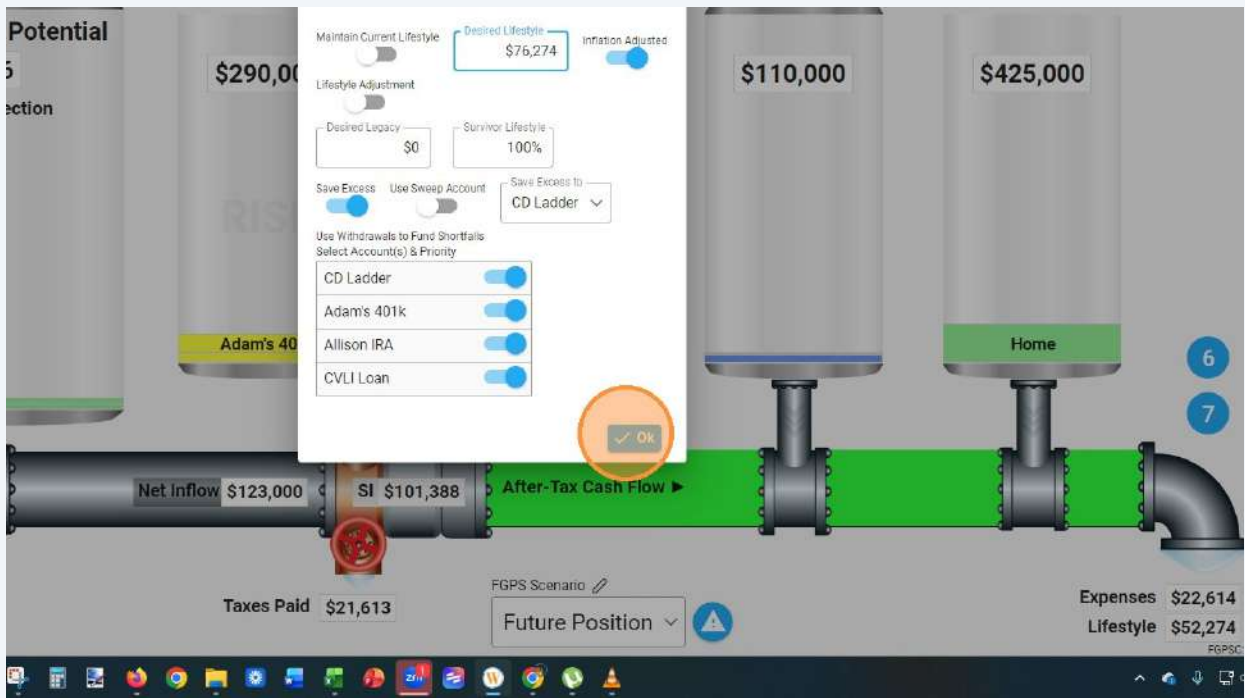 Potential
Maintain Current Lifestyle
Desired Lifestyle
$76,274
Inflation Adjusted
$290,00
$110,000
$425,000
Lifestyle Adjustment
ection
Desired Legacy
$0
Survivor Lifestyle
100%
Save Excess
Use Sweep Account
Save Excess to
CD Ladder
RIS
Use Withdrawals to Fund Shortfalls
Select Account(s) & Priority
CD Ladder
Adam's 401k
Allison IRA
CVLI Loan
Adam's 40
Home
6
7
Ok
Net Inflow $123,000
SI $101,388
After-Tax Cash Flow ►
Taxes Paid $21,613
FGPS Scenario
Future Position
Expenses $22,614
Lifestyle $52,274